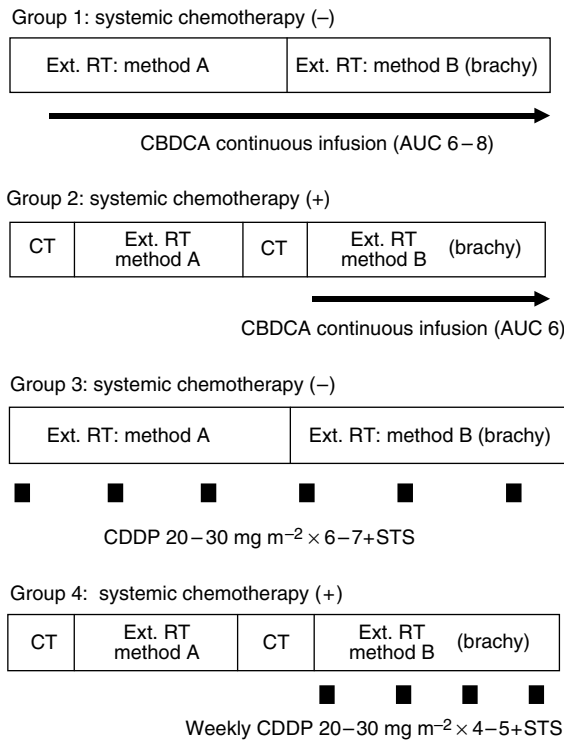 Group 1: systemic chemotherapy (–)
Ext. RT: method A
Ext. RT: method B (brachy)
CBDCA continuous infusion (AUC 6–8)
Group 2: systemic chemotherapy (+)
CT
Ext. RT
method A
CT
Ext. RT
method B
(brachy)
CBDCA continuous infusion (AUC 6)
Group 3: systemic chemotherapy (–)
Ext. RT: method A
Ext. RT: method B (brachy)
CDDP 20–30 mg m⁻² × 6–7+STS
Group 4: systemic chemotherapy (+)
CT
Ext. RT
method A
CT
Ext. RT
method B
(brachy)
Weekly CDDP 20–30 mg m⁻² × 4–5+STS